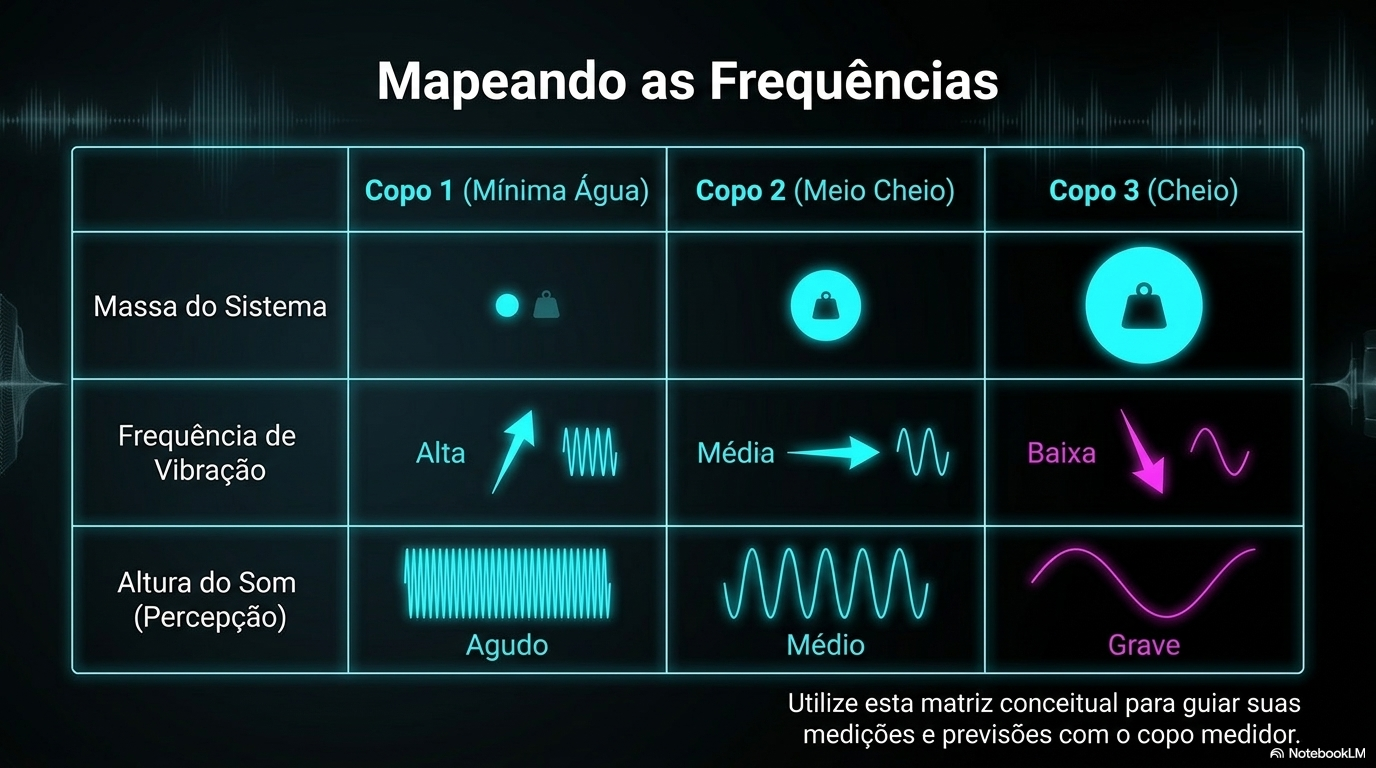 Mapeando as Frequências
Copo 1 (Mínima Água)
Copo 2 (Meio Cheio)
Copo 3 (Cheio)
Massa do Sistema
Frequência de
Vibração
Alta
Média
Baixa
Altura do Som
(Percepção)
Agudo
Médio
Grave
Utilize esta matriz conceitual para guiar suas
medições e previsões com o copo medidor.
NotebookLM